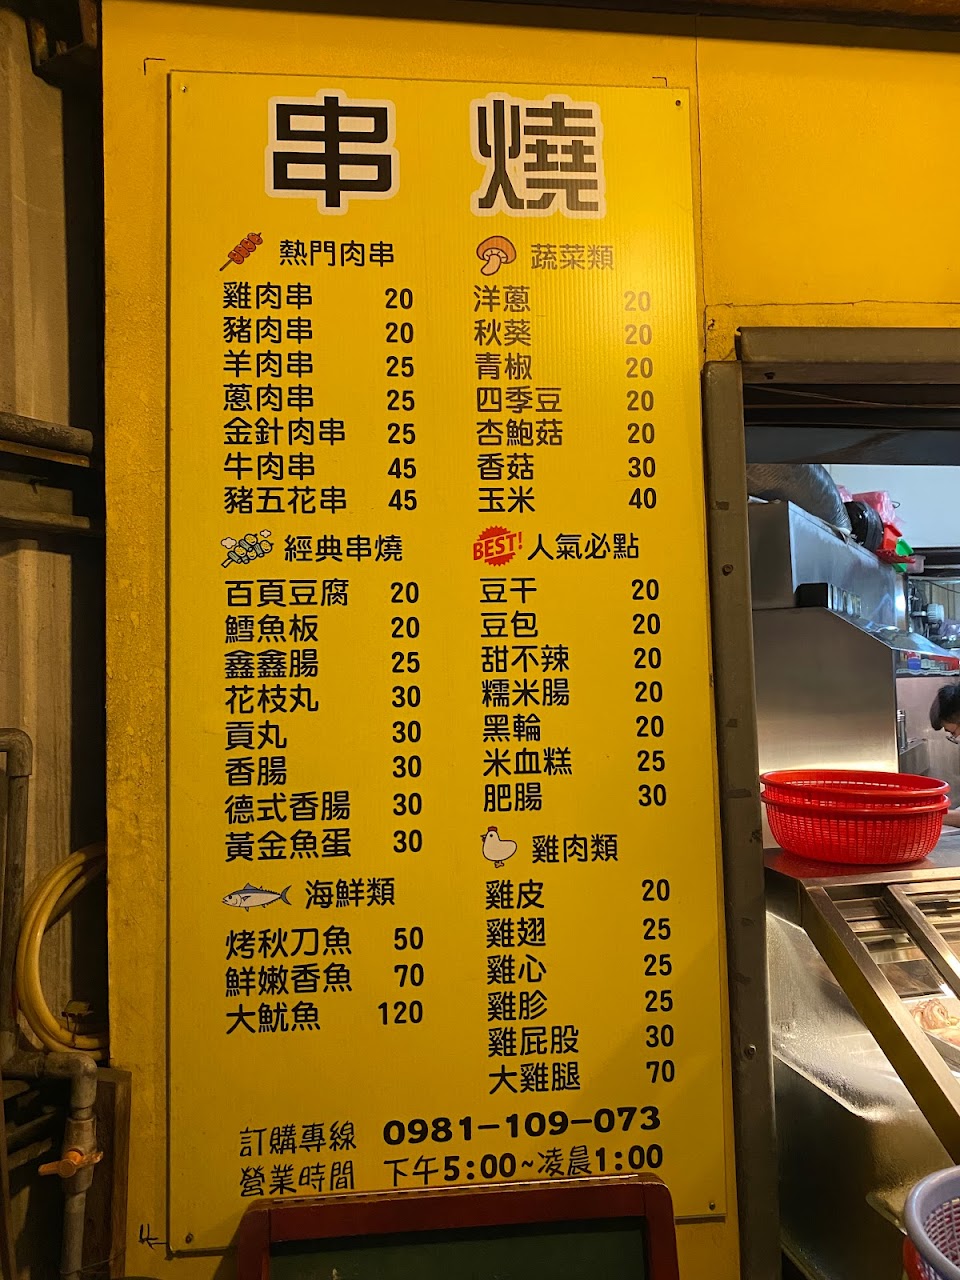 串燒
熱門肉串
雞肉串 20
豬肉串 20
羊肉串 25
蔥肉串 25
金針肉串 25
牛肉串 45
豬五花串 45
經典串燒
百頁豆腐 20
鱈魚板 20
鑫鑫腸 25
花枝丸 30
貢丸 30
香腸 30
德式香腸 30
黃金魚蛋 30
海鮮類
烤秋刀魚 50
鮮嫩香魚 70
大魷魚 120
蔬菜類
洋蔥 20
秋葵 20
青椒 20
四季豆 20
杏鮑菇 20
香菇 30
玉米 40
BEST! 人氣必點
豆干 20
豆包 20
甜不辣 20
糯米腸 20
黑輪 20
米血糕 25
肥腸 30
雞肉類
雞皮 20
雞翅 25
雞心 25
雞胗 25
雞屁股 30
大雞腿 70
訂購專線 0981-109-073
營業時間 下午5:00~凌晨1:00